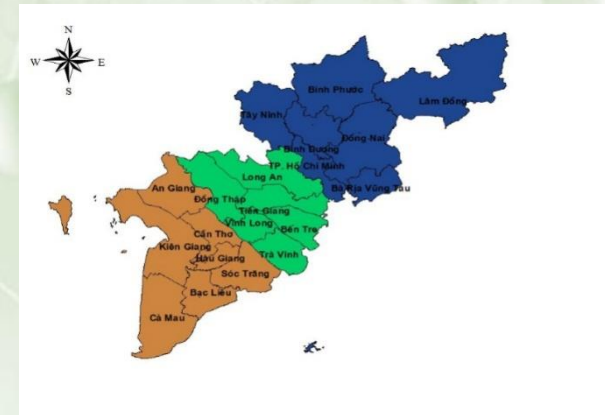 N
W E
S
Bình Phước
Lâm Đồng
Tây Ninh
Đồng Nai
Bình Dương
TP. Hồ Chí Minh
Long An
Bà Rịa Vũng Tàu
An Giang
Đồng Tháp
Tiền Giang
Vĩnh Long
Bến Tre
Cần Thơ
Kiên Giang
Hậu Giang
Trà Vinh
Sóc Trăng
Bạc Liêu
Cà Mau